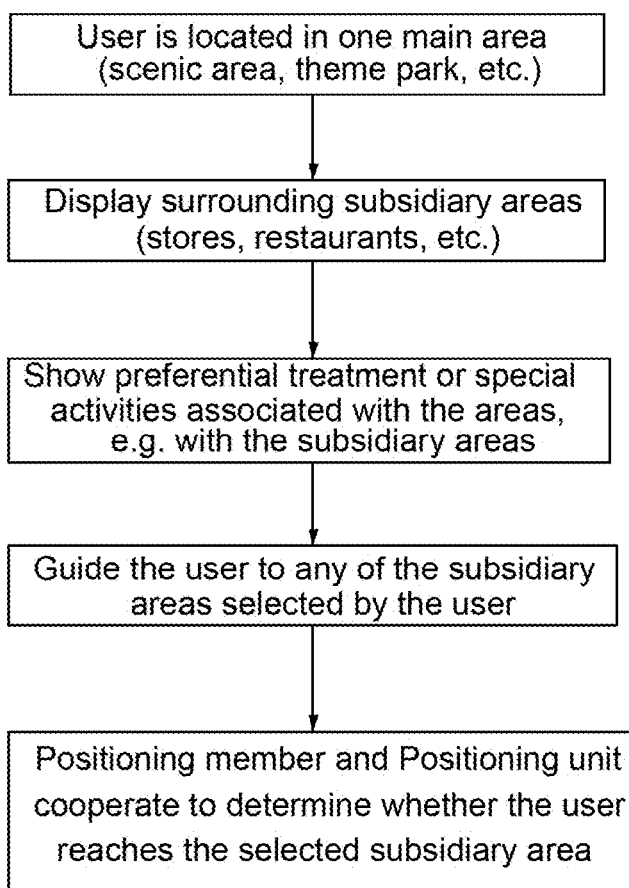 User is located in one main area
(scenic area, theme park, etc.)
Display surrounding subsidiary areas
(stores, restaurants, etc.)
Show preferential treatment or special
activities associated with the areas,
e.g. with the subsidiary areas
Guide the user to any of the subsidiary
areas selected by the user
Positioning member and Positioning unit
cooperate to determine whether the user
reaches the selected subsidiary area